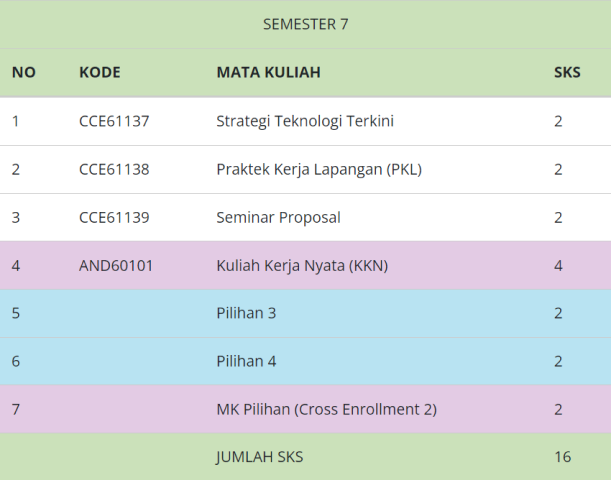 SEMESTER 7
NO KODE MATA KULIAH SKS
1 CCE61137 Strategi Teknologi Terkini 2
2 CCE61138 Praktek Kerja Lapangan (PKL) 2
3 CCE61139 Seminar Proposal 2
4 AND60101 Kuliah Kerja Nyata (KKN) 4
5 Pilihan 3 2
6 Pilihan 4 2
7 MK Pilihan (Cross Enrollment 2) 2
JUMLAH SKS 16